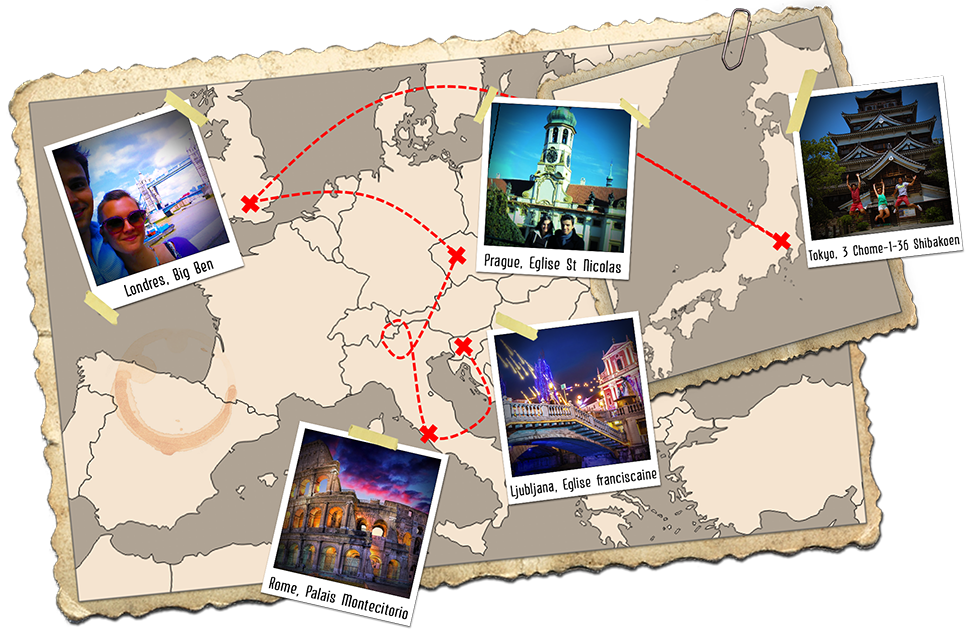 Londres, Big Ben
Prague, Eglise St Nicolas
Tokyo, 3 Chome-1-36 Shibakoen
Ljubljana, Eglise franciscaine
Rome, Palais Montecitorio